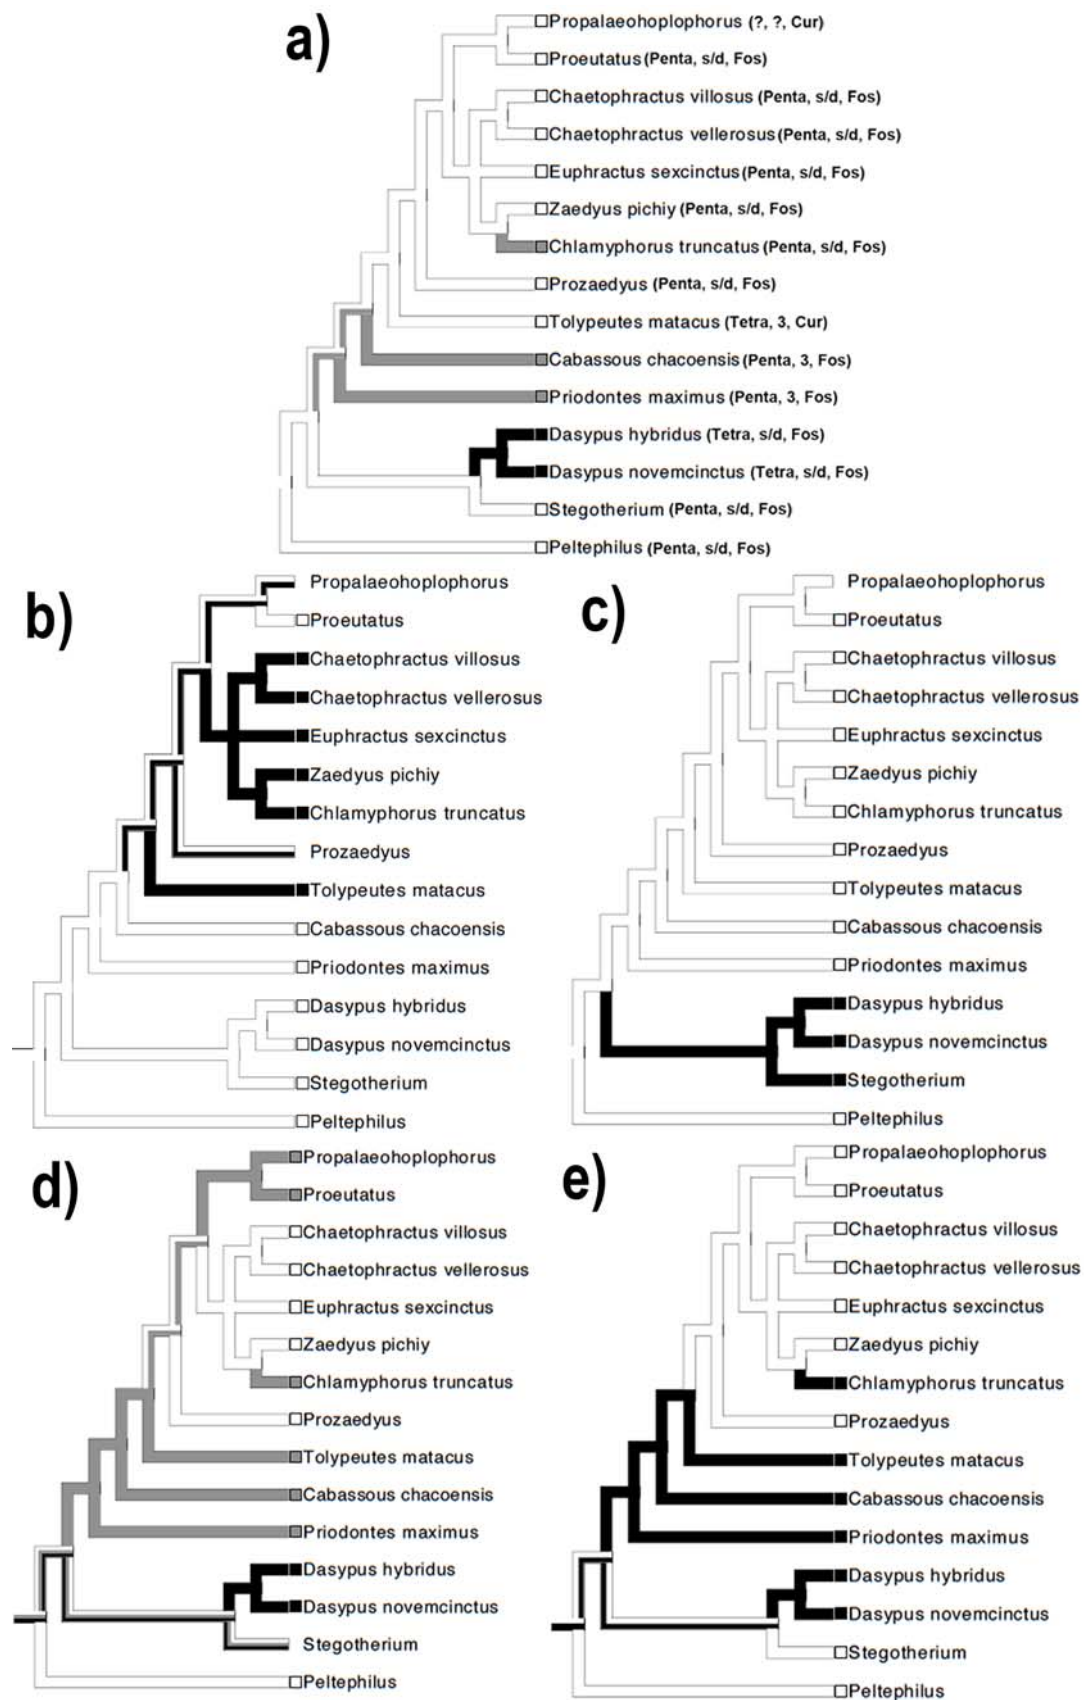 a)
Propalaeohoplophorus (?, ?, Cur)
Proeutatus (Penta, s/d, Fos)
Chaetophractus villosus (Penta, s/d, Fos)
Chaetophractus vellerosus (Penta, s/d, Fos)
Euphractus sexcinctus (Penta, s/d, Fos)
Zaedyus pichiy (Penta, s/d, Fos)
Chlamyphorus truncatus (Penta, s/d, Fos)
Prozaedyus (Penta, s/d, Fos)
Tolypeutes matacus (Tetra, 3, Cur)
Cabassous chacoensis (Penta, 3, Fos)
Priodontes maximus (Penta, 3, Fos)
Dasypus hybridus (Tetra, s/d, Fos)
Dasypus novemcinctus (Tetra, s/d, Fos)
Stegotherium (Penta, s/d, Fos)
Peltephilus (Penta, s/d, Fos)
b)
Propalaeohoplophorus
Proeutatus
Chaetophractus villosus
Chaetophractus vellerosus
Euphractus sexcinctus
Zaedyus pichiy
Chlamyphorus truncatus
Prozaedyus
Tolypeutes matacus
Cabassous chacoensis
Priodontes maximus
Dasypus hybridus
Dasypus novemcinctus
Stegotherium
Peltephilus
c)
Propalaeohoplophorus
Proeutatus
Chaetophractus villosus
Chaetophractus vellerosus
Euphractus sexcinctus
Zaedyus pichiy
Chlamyphorus truncatus
Prozaedyus
Tolypeutes matacus
Cabassous chacoensis
Priodontes maximus
Dasypus hybridus
Dasypus novemcinctus
Stegotherium
Peltephilus
d)
Propalaeohoplophorus
Proeutatus
Chaetophractus villosus
Chaetophractus vellerosus
Euphractus sexcinctus
Zaedyus pichiy
Chlamyphorus truncatus
Prozaedyus
Tolypeutes matacus
Cabassous chacoensis
Priodontes maximus
Dasypus hybridus
Dasypus novemcinctus
Stegotherium
Peltephilus
e)
Propalaeohoplophorus
Proeutatus
Chaetophractus villosus
Chaetophractus vellerosus
Euphractus sexcinctus
Zaedyus pichiy
Chlamyphorus truncatus
Prozaedyus
Tolypeutes matacus
Cabassous chacoensis
Priodontes maximus
Dasypus hybridus
Dasypus novemcinctus
Stegotherium
Peltephilus